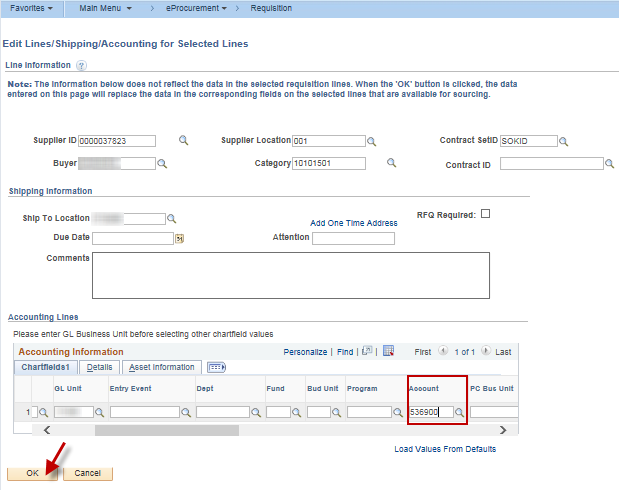 Favorites Main Menu > eProcurement > Requisition
Edit Lines/Shipping/Accounting for Selected Lines
Line Information ?
Note: The information below does not reflect the data in the selected requisition lines. When the 'OK' button is clicked, the data
entered on this page will replace the data in the corresponding fields on the selected lines that are available for sourcing.
Supplier ID 0000037823 Supplier Location 001 Contract SetID SOKID
Buyer Category 10101501 Contract ID
Shipping Information
Ship To Location Add One Time Address RFQ Required:
Due Date Attention
Comments
Accounting Lines
Please enter GL Business Unit before selecting other chartfield values
Accounting Information Personalize | Find | | First 1 of 1 Last
Chartfields1 Details Asset Information
GL Unit Entry Event Dept Fund Bud Unit Program Account PC Bus Unit
1 536900
Load Values From Defaults
OK Cancel